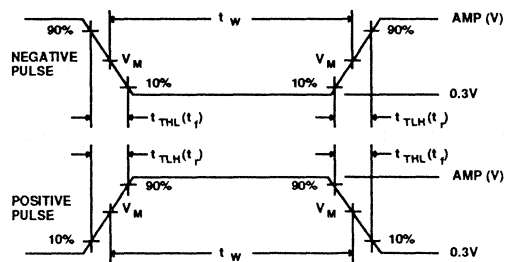 90% t W 90% AMP (V)
NEGATIVE PULSE V M V M
10% 10% 0.3V
t THL (t f) t TLH (t r)
t TLH (t r) t THL (t f)
90% 90% AMP (V)
POSITIVE PULSE V M V M
10% t W 10% 0.3V